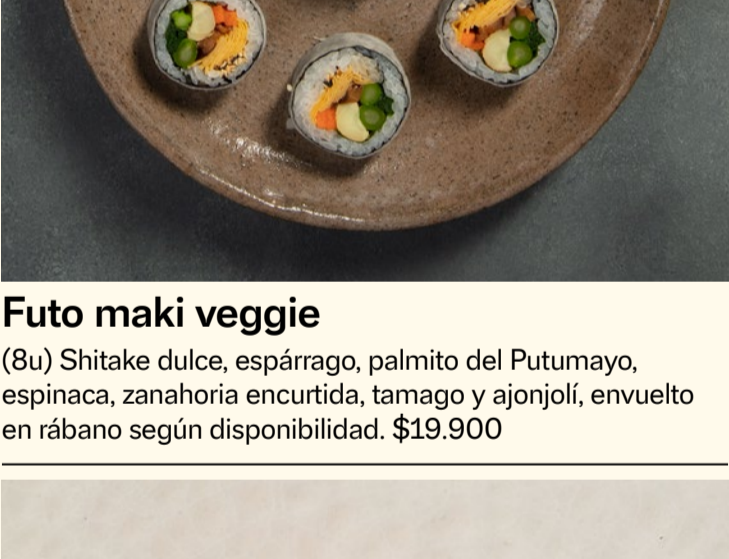 Futo maki veggie
(8u) Shitake dulce, espárrago, palmito del Putumayo,
espinaca, zanahoria encurtida, tamago y ajonjolí, envuelto
en rábano según disponibilidad. $19.900